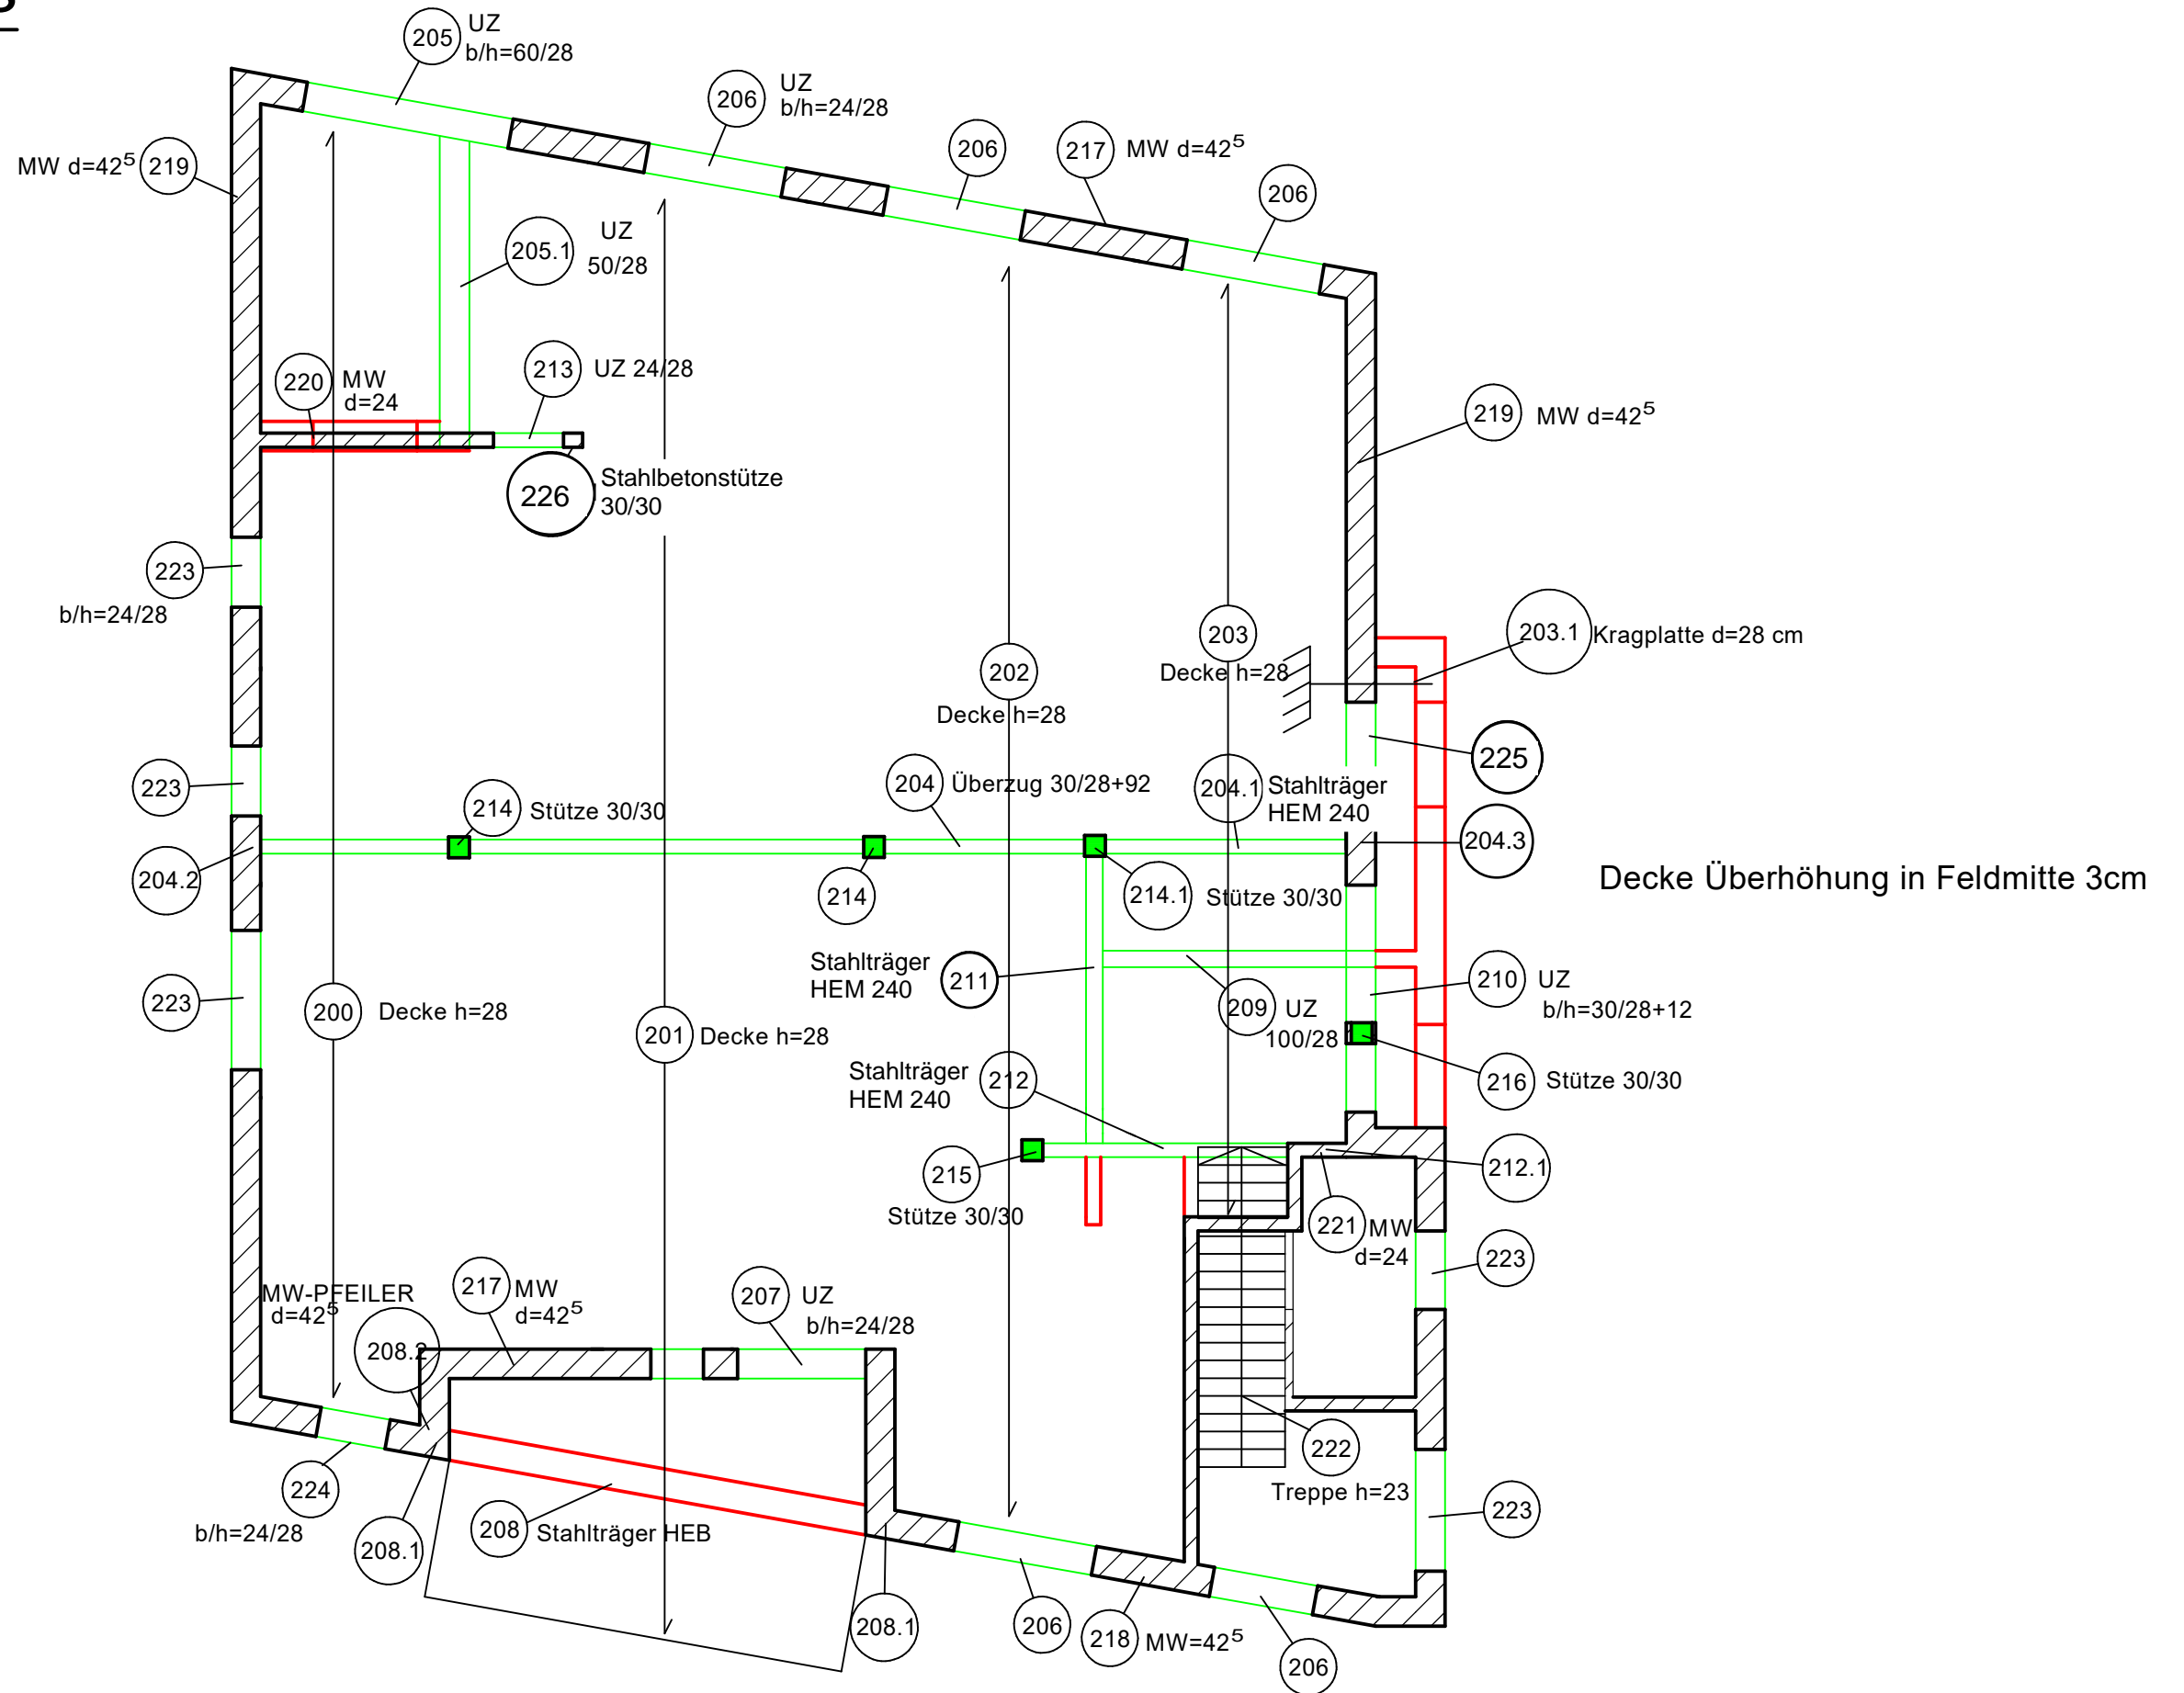 205 UZ
b/h=60/28
206 UZ
b/h=24/28
206
217 MW d=42⁵
206
MW d=42⁵ 219
205.1 UZ
50/28
220 MW
d=24
213 UZ 24/28
219 MW d=42⁵
226 Stahlbetonstütze
30/30
223
b/h=24/28
203
Decke h=28
203.1 Kragplatte d=28 cm
202
Decke h=28
225
223
214 Stütze 30/30
204 Überzug 30/28+92
204.1 Stahlträger
HEM 240
204.3
204.2
214
214.1 Stütze 30/30
Decke Überhöhung in Feldmitte 3cm
Stahlträger
HEM 240
211
210 UZ
b/h=30/28+12
223
200 Decke h=28
201 Decke h=28
209 UZ
100/28
Stahlträger
HEM 240
212
216 Stütze 30/30
215
Stütze 30/30
212.1
221 MW
d=24
223
MW-PFEILER
d=42⁵
217 MW
d=42⁵
207 UZ
b/h=24/28
208.2
222
Treppe h=23
224
b/h=24/28
208.1
208 Stahlträger HEB
223
208.1
206
218 MW=42⁵
206